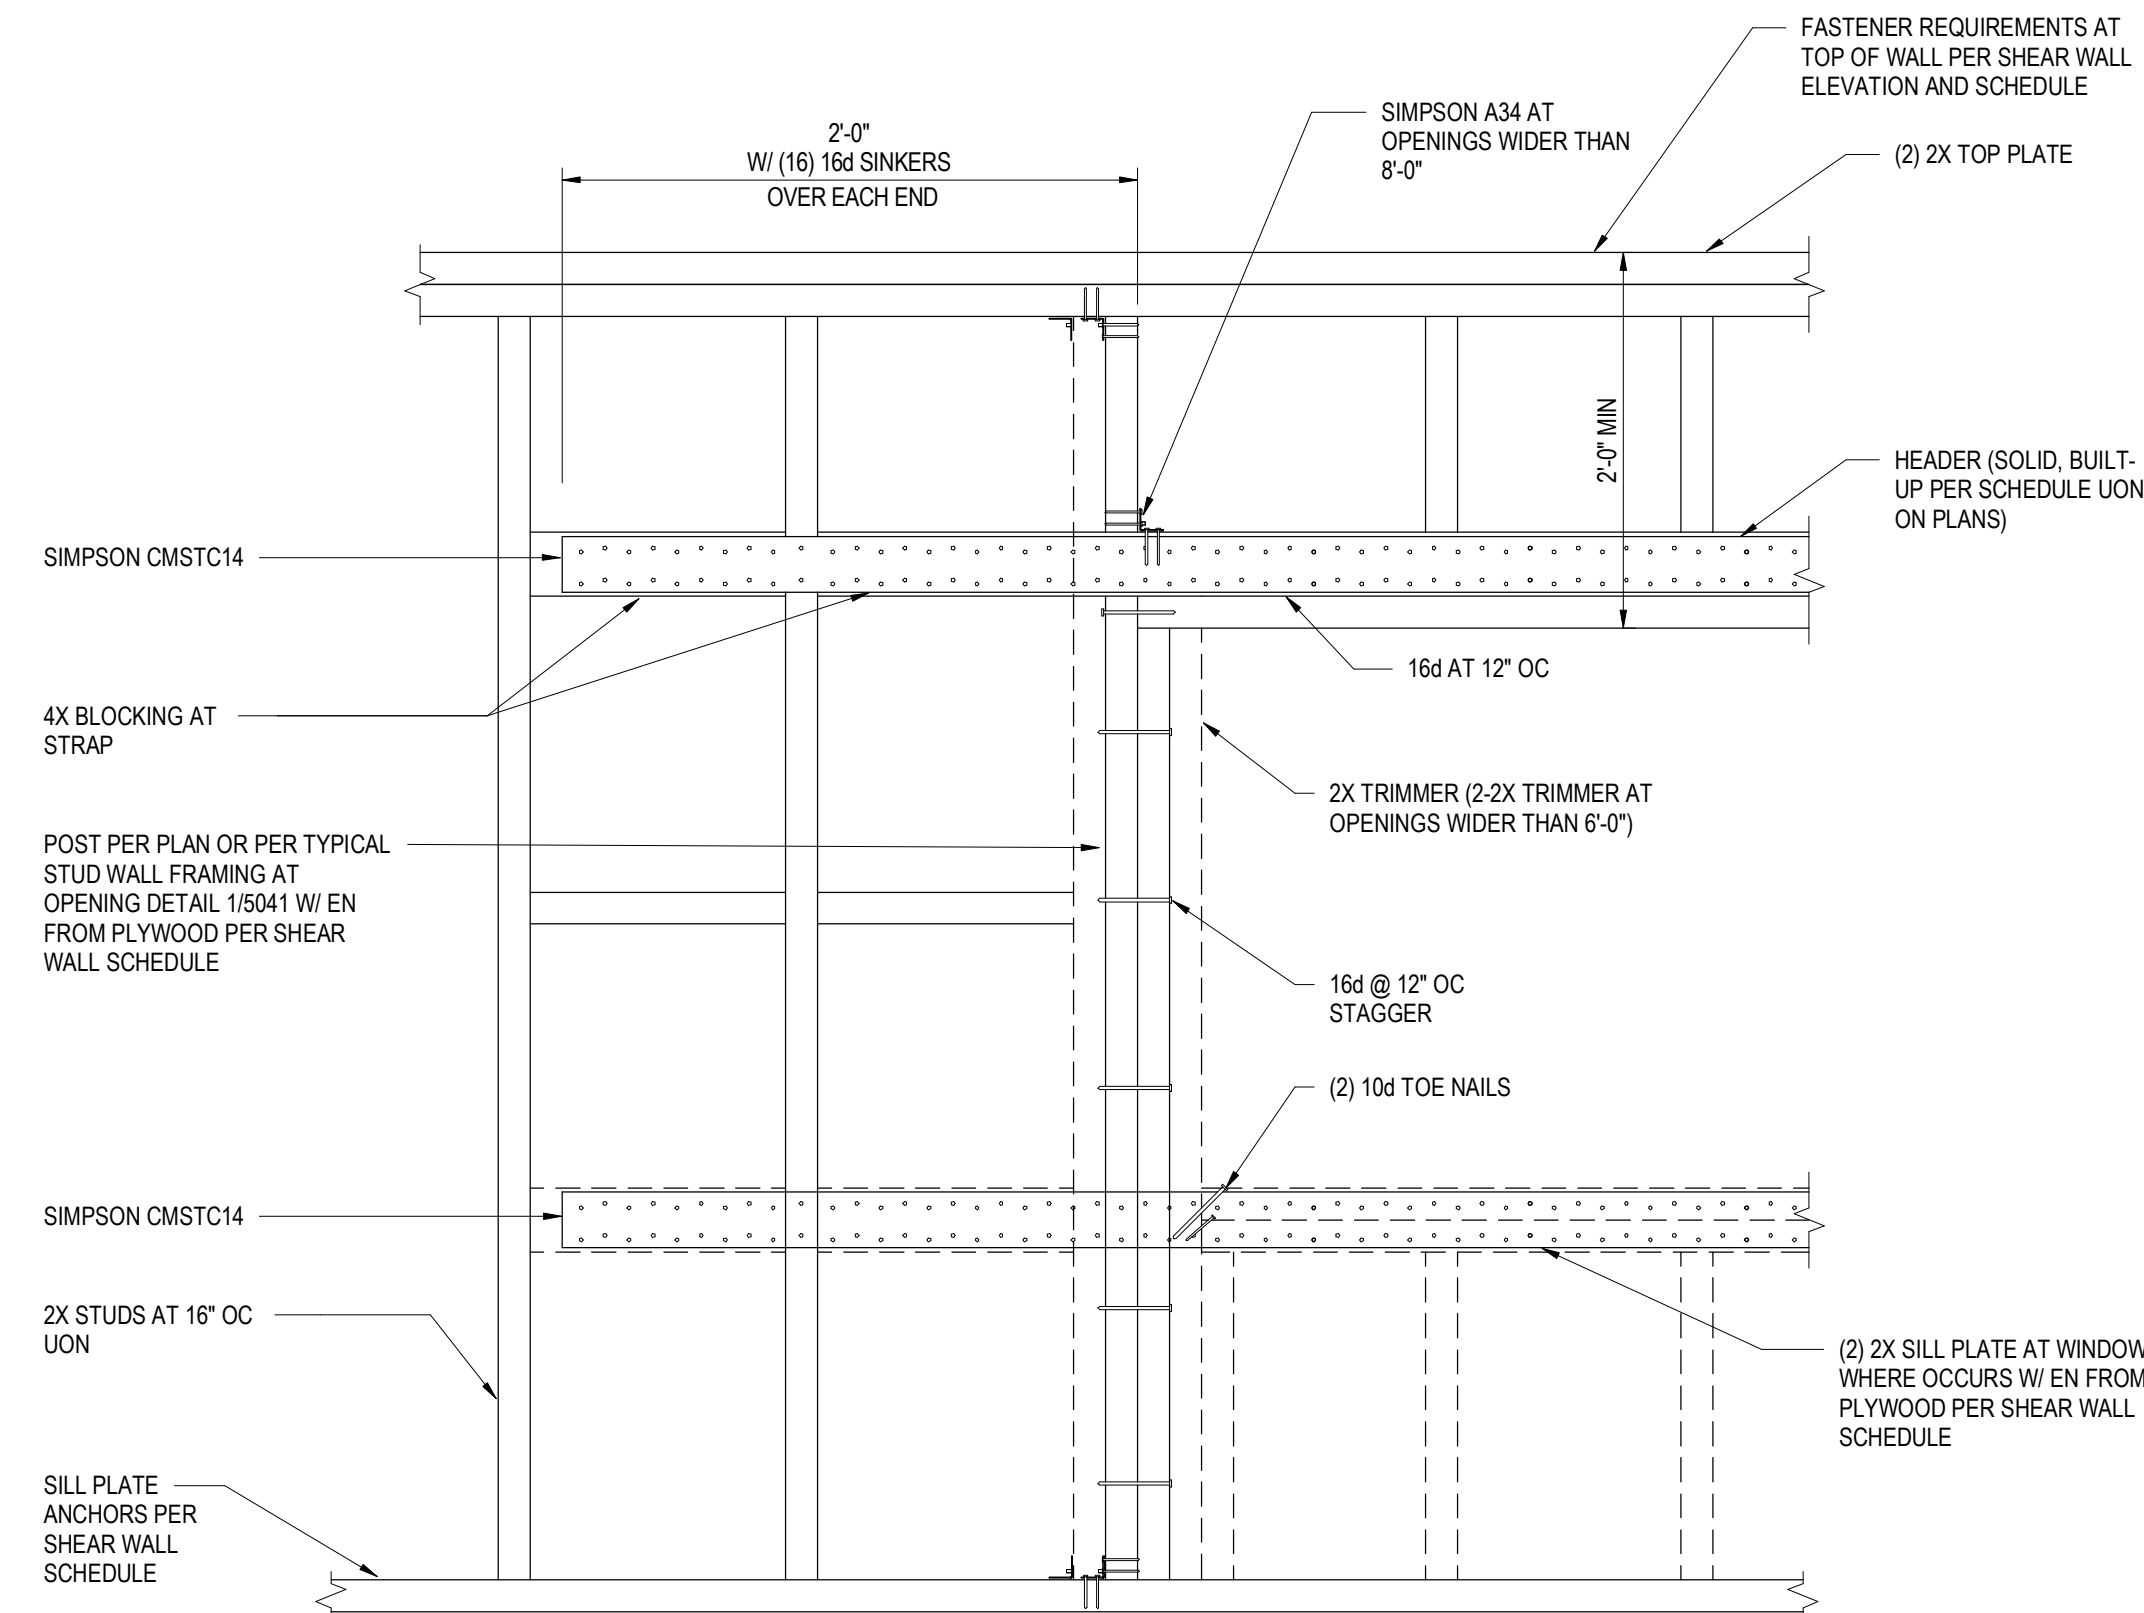 FASTENER REQUIREMENTS AT
TOP OF WALL PER SHEAR WALL
ELEVATION AND SCHEDULE
SIMPSON A34 AT
OPENINGS WIDER THAN
8'-0"
2'-0"
W/ (16) 16d SINKERS
OVER EACH END
(2) 2X TOP PLATE
2'-0" MIN
HEADER (SOLID, BUILT-
UP PER SCHEDULE UON
ON PLANS)
SIMPSON CMSTC14
16d AT 12" OC
4X BLOCKING AT
STRAP
2X TRIMMER (2-2X TRIMMER AT
OPENINGS WIDER THAN 6'-0")
POST PER PLAN OR PER TYPICAL
STUD WALL FRAMING AT
OPENING DETAIL 1/5041 W/ EN
FROM PLYWOOD PER SHEAR
WALL SCHEDULE
16d @ 12" OC
STAGGER
(2) 10d TOE NAILS
SIMPSON CMSTC14
2X STUDS AT 16" OC
UON
(2) 2X SILL PLATE AT WINDOW
WHERE OCCURS W/ EN FROM
PLYWOOD PER SHEAR WALL
SCHEDULE
SILL PLATE
ANCHORS PER
SHEAR WALL
SCHEDULE